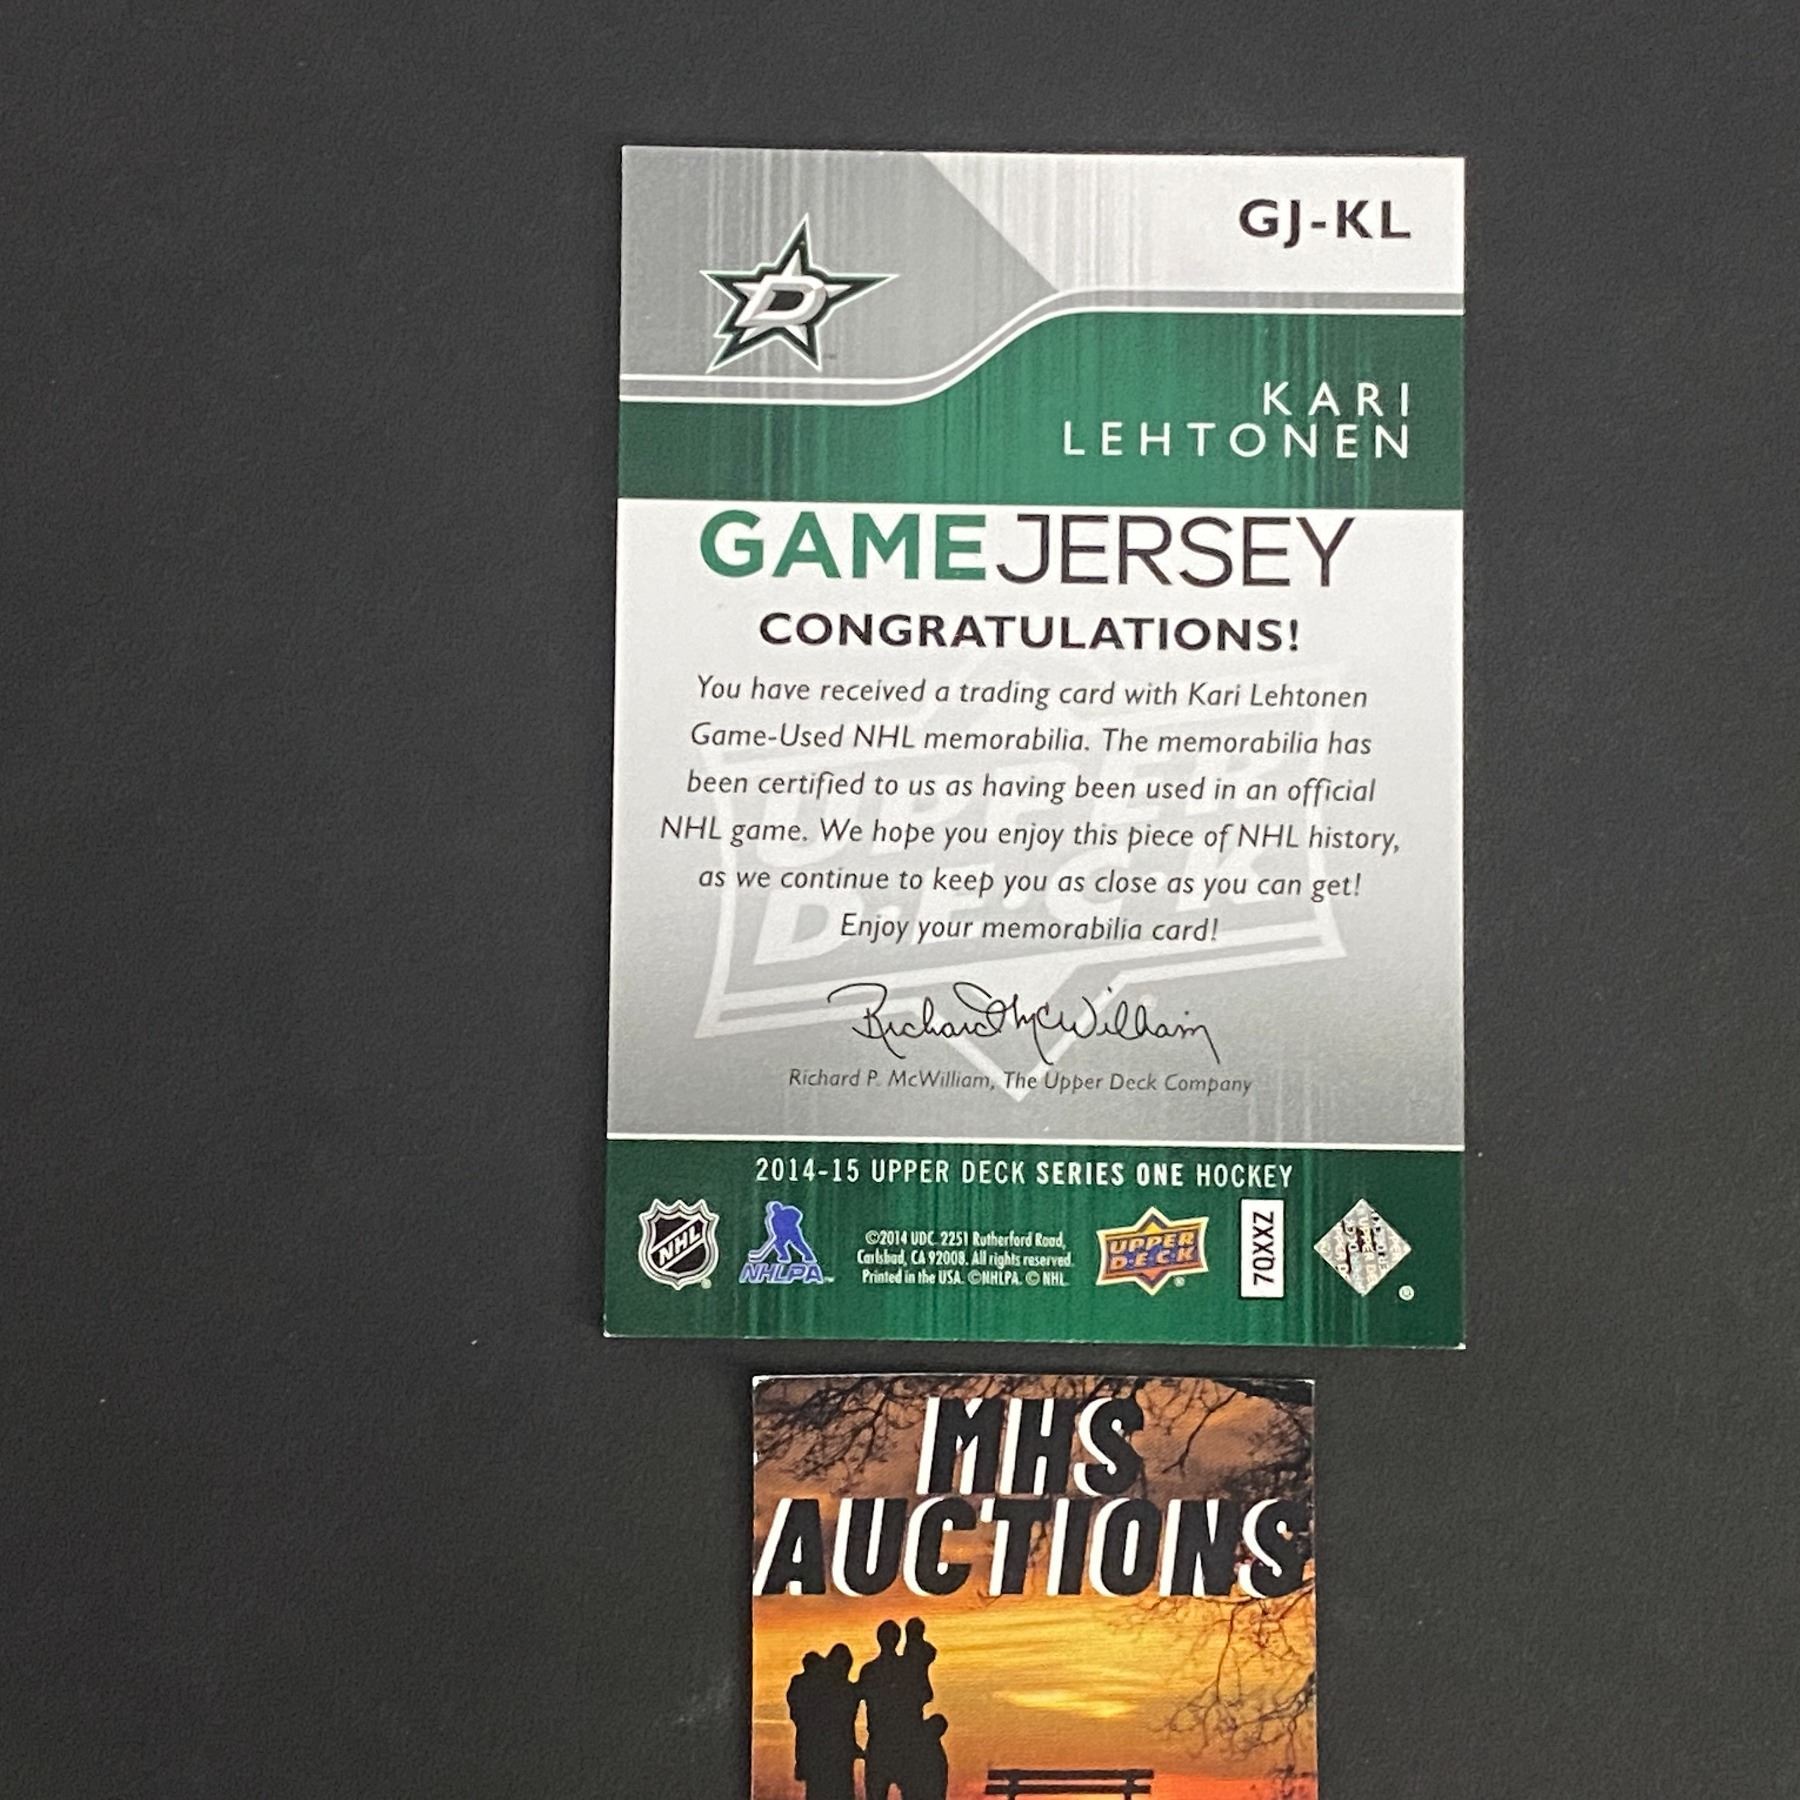 GJ-KL
D
KARI
LEHTONEN
GAMEJERSEY
CONGRATULATIONS!
You have received a trading card with Kari Lehtonen
Game-Used NHL memorabilia. The memorabilia has
been certified to us as having been used in an official
NHL game. We hope you enjoy this piece of NHL history,
as we continue to keep you as close as you can get!
Enjoy your memorabilia card!
UPPER
D·E·C·K
Richard McWilliam
Richard P. McWilliam, The Upper Deck Company
2014-15 UPPER DECK SERIES ONE HOCKEY
NHL
NHLPA
©2014 UDC. 2251 Rutherford Road,
Carlsbad, CA 92008. All rights reserved.
Printed in the USA. ©NHLPA. © NHL.
UPPER
D·E·C·K
7QXXZ
MHS
AUCTIONS